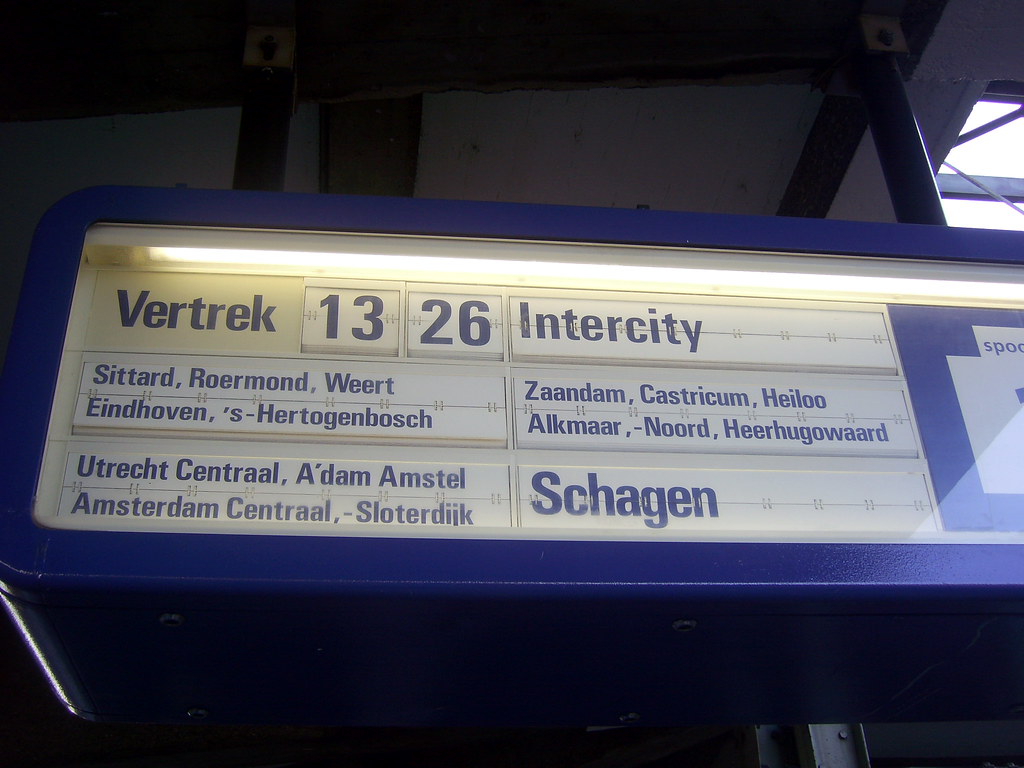 Vertrek 13 26 Intercity
Sittard, Roermond, Weert
Eindhoven, 's-Hertogenbosch
Zaandam, Castricum, Heiloo
Alkmaar,-Noord, Heerhugowaard
Utrecht Centraal, A'dam Amstel
Amsterdam Centraal,-Sloterdijk
Schagen